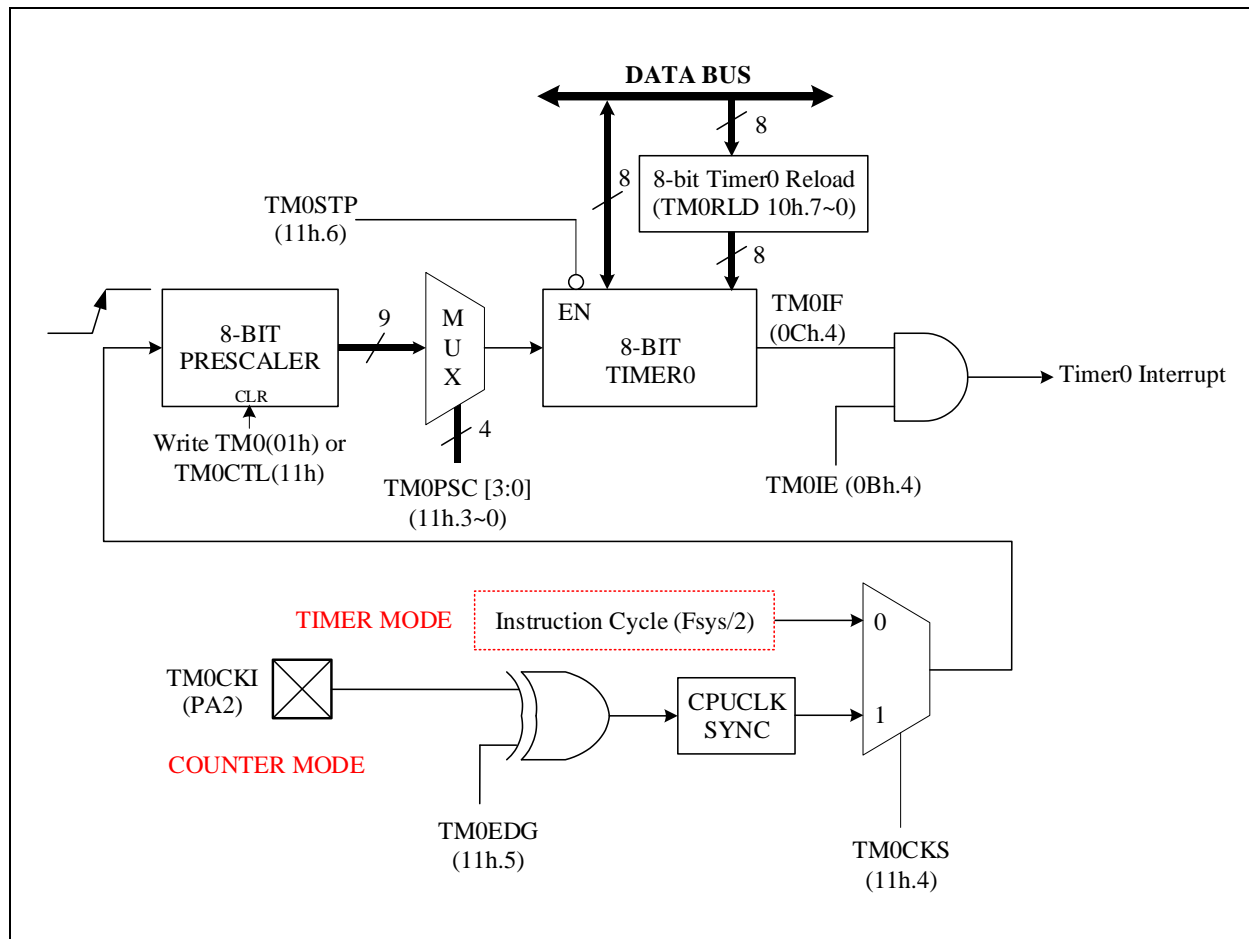 DATA BUS
8
8
8-bit Timer0 Reload
(TM0RLD 10h.7~0)
8
TM0STP
(11h.6)
8-BIT
PRESCALER
CLR
9
M
U
X
EN
8-BIT
TIMER0
TM0IF
(0Ch.4)
Timer0 Interrupt
Write TM0(01h) or
TM0CTL(11h)
4
TM0PSC [3:0]
(11h.3~0)
TM0IE (0Bh.4)
TIMER MODE
Instruction Cycle (Fsys/2)
0
TM0CKI
(PA2)
CPUCLK
SYNC
1
COUNTER MODE
TM0EDG
(11h.5)
TM0CKS
(11h.4)